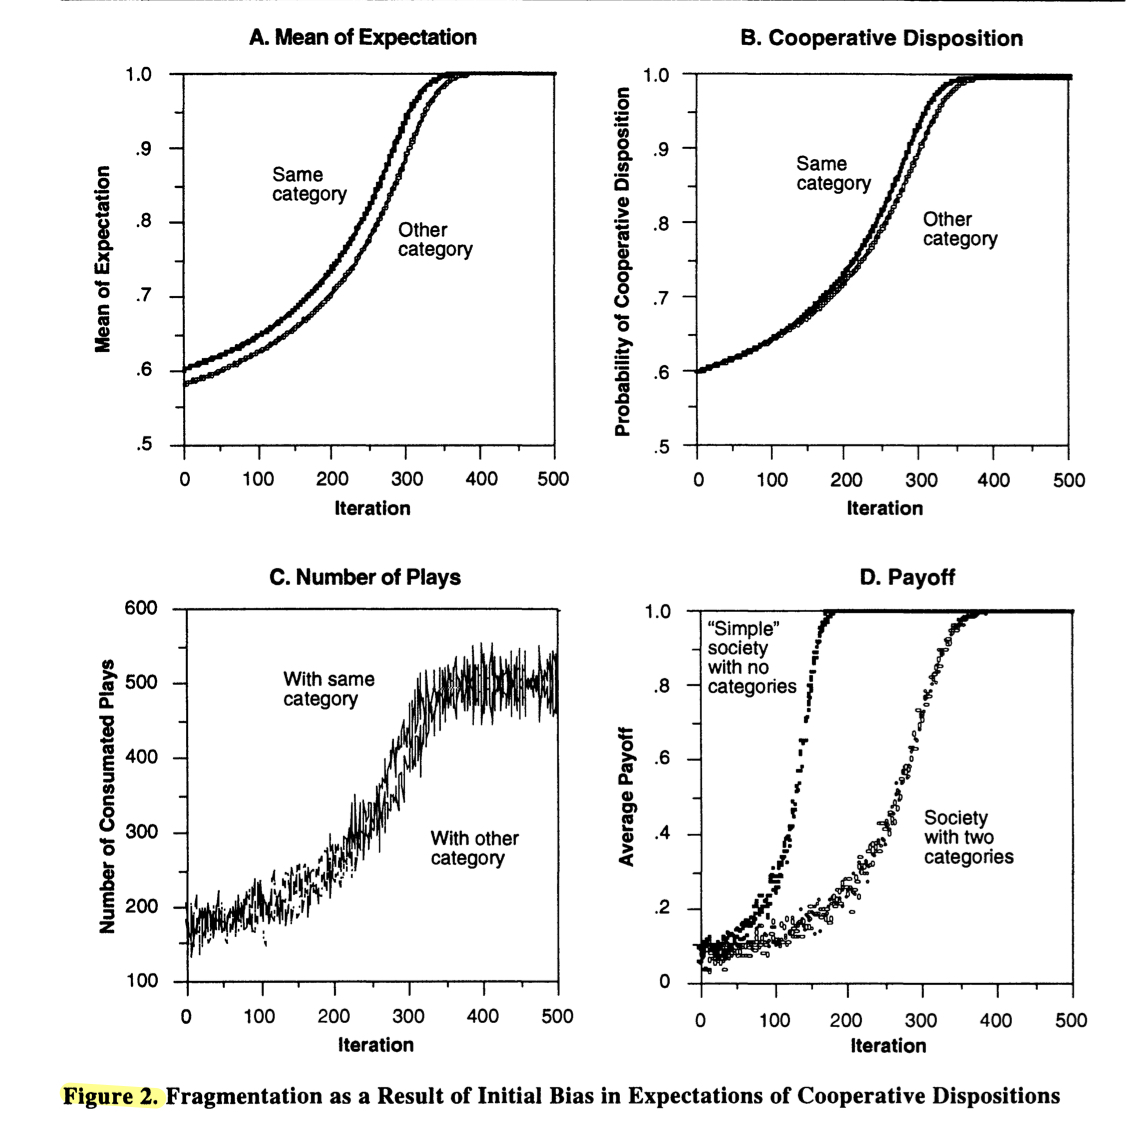 A. Mean of Expectation
1.0
.9
.8
.7
.6
.5
Mean of Expectation
Same
category
Other
category
0 100 200 300 400 500
Iteration
B. Cooperative Disposition
1.0
.9
.8
.7
.6
.5
Probability of Cooperative Disposition
Same
category
Other
category
0 100 200 300 400 500
Iteration
C. Number of Plays
600
500
400
300
200
100
Number of Consumated Plays
With same
category
With other
category
0 100 200 300 400 500
Iteration
D. Payoff
1.0
.8
.6
.4
.2
0
Average Payoff
“Simple”
society
with no
categories
Society
with two
categories
0 100 200 300 400 500
Iteration
Figure 2. Fragmentation as a Result of Initial Bias in Expectations of Cooperative Dispositions